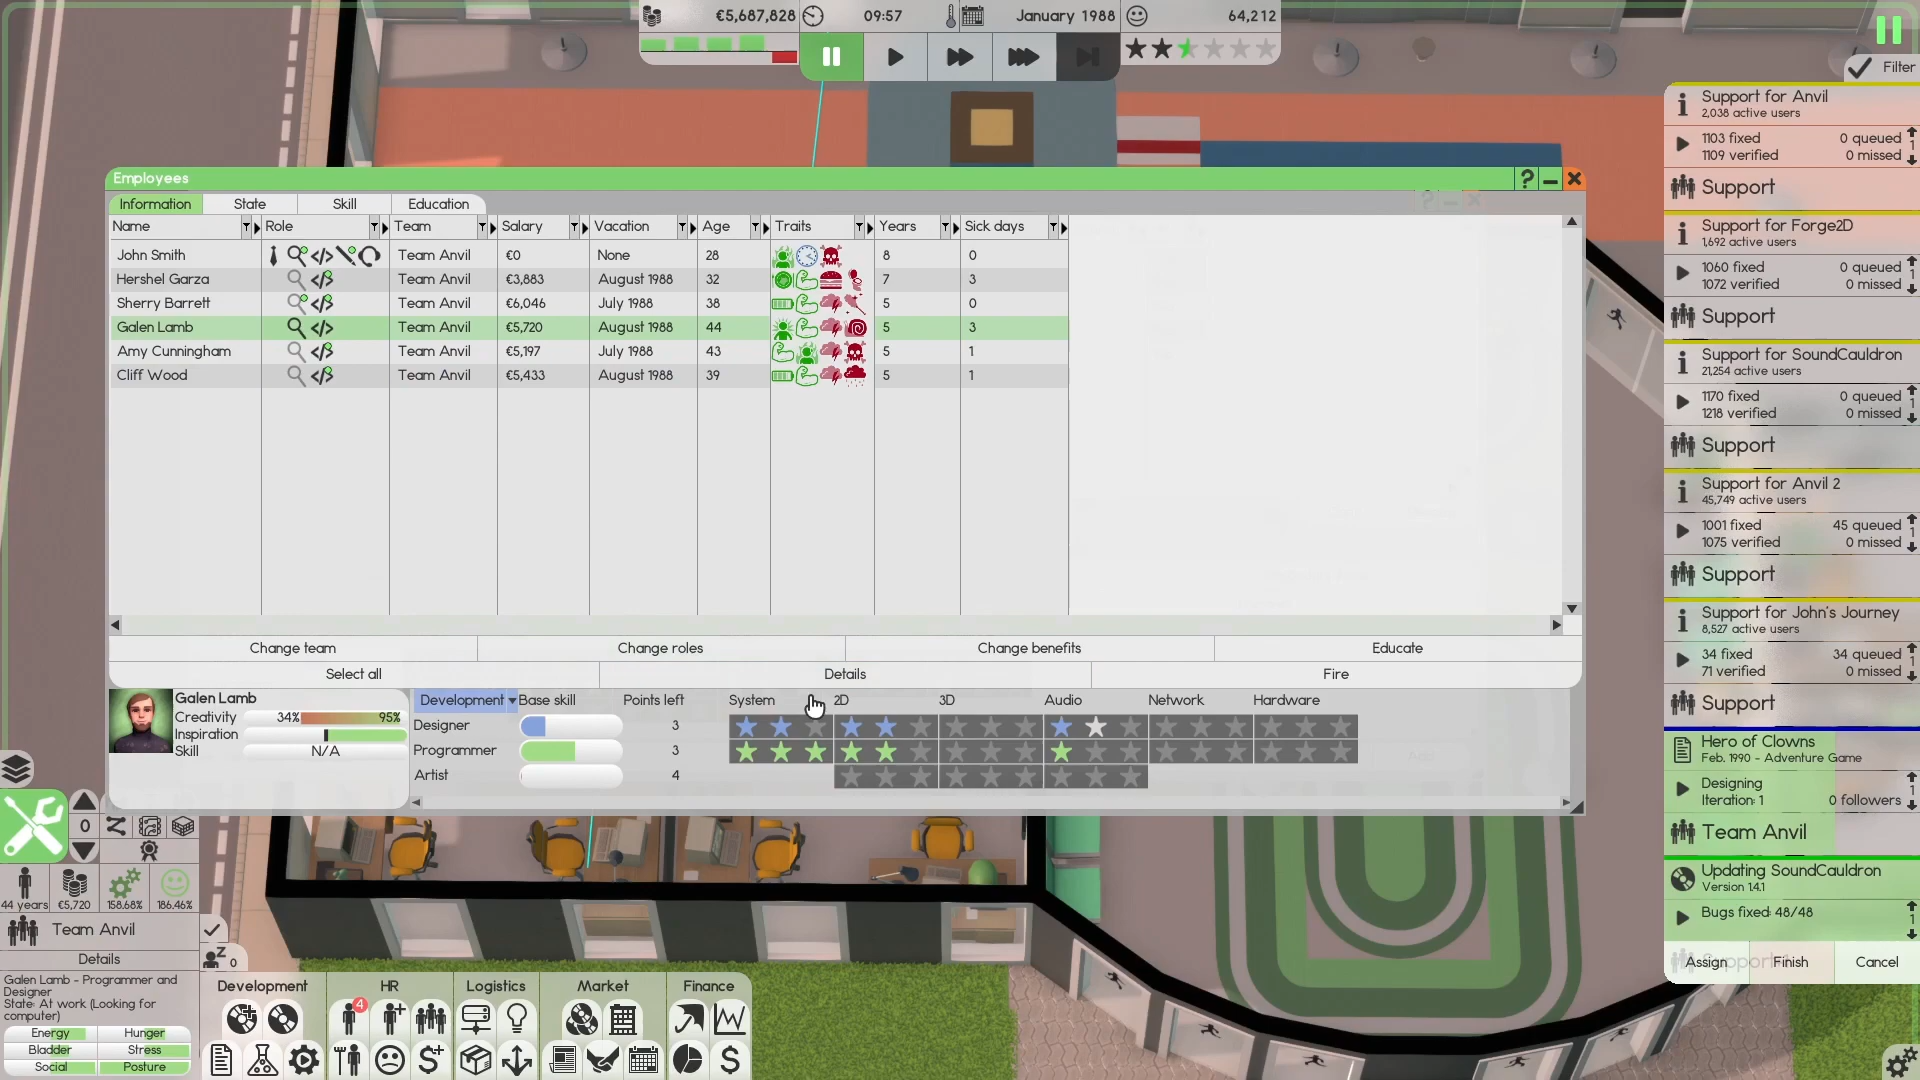 €5,687,828
09:57
January 1988
64,212
Filter
Employees
?
Information
State
Skill
Education
Name
Role
Team
Salary
Vacation
Age
Traits
Years
Sick days
John Smith
Team Anvil
€0
None
28
8
0
Hershel Garza
Team Anvil
€3,883
August 1988
32
7
3
Sherry Barrett
Team Anvil
€6,046
July 1988
38
5
0
Galen Lamb
Team Anvil
€5,720
August 1988
44
5
3
Amy Cunningham
Team Anvil
€5,197
July 1988
43
5
1
Cliff Wood
Team Anvil
€5,433
August 1988
39
5
1
Change team
Change roles
Change benefits
Educate
Select all
Details
Fire
Galen Lamb
Creativity
34%
95%
Inspiration
Skill
N/A
Development
Base skill
Points left
System
2D
3D
Audio
Network
Hardware
Designer
3
Programmer
3
Artist
4
Support for Anvil
2,038 active users
1103 fixed
0 queued
1109 verified
0 missed
1
Support
Support for Forge2D
1,692 active users
1060 fixed
0 queued
1072 verified
0 missed
1
Support
Support for SoundCauldron
21,254 active users
1170 fixed
0 queued
1218 verified
0 missed
1
Support
Support for Anvil 2
45,749 active users
1001 fixed
45 queued
1075 verified
0 missed
1
Support
Support for John's Journey
8,527 active users
34 fixed
34 queued
71 verified
0 missed
1
Support
Hero of Clowns
Feb. 1990 - Adventure Game
Designing
Iteration: 1
0 followers
1
Team Anvil
Updating SoundCauldron
Version 1.4.1
Bugs fixed: 48/48
1
Support
Assign
Finish
Cancel
0
44 years
€5,720
158.68%
186.46%
Team Anvil
Details
Galen Lamb - Programmer and
Designer
State: At work (Looking for
computer)
Energy
Hunger
Bladder
Stress
Social
Posture
Z
0
Development
HR
Logistics
Market
Finance
4